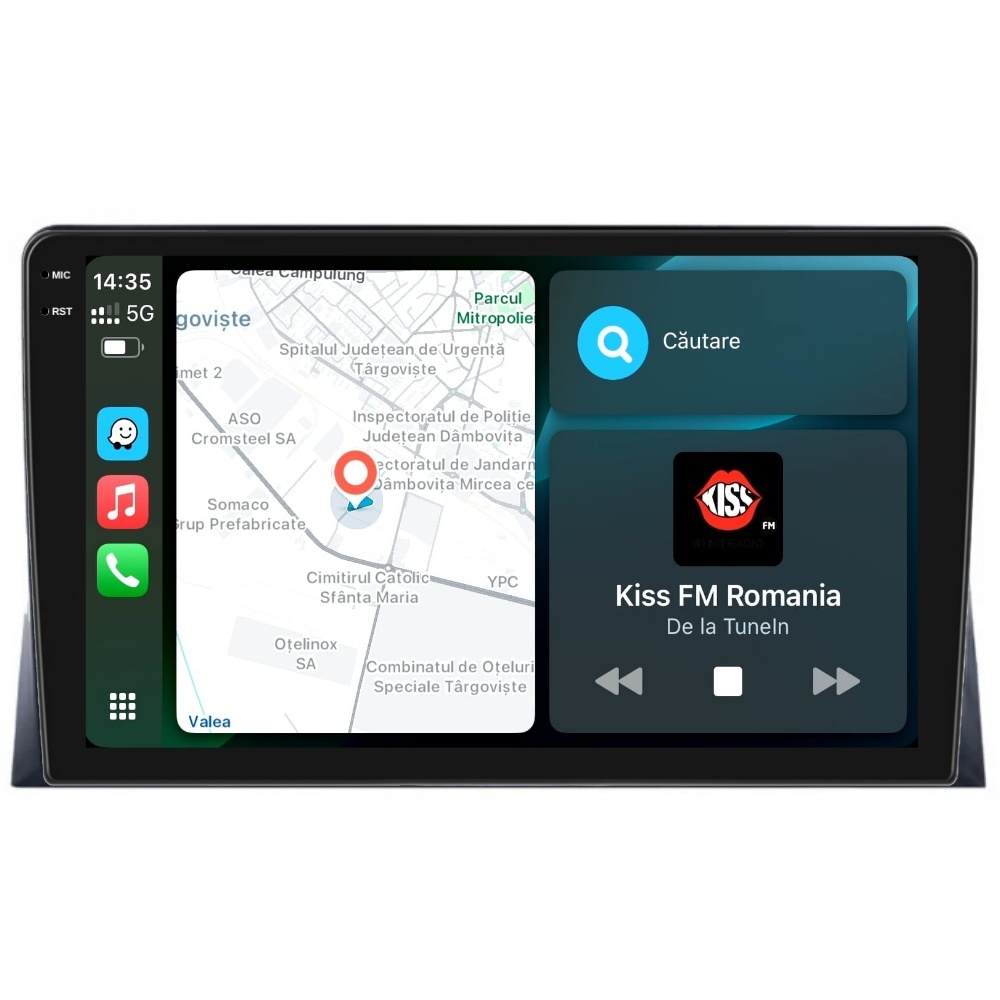 MIC
RST
14:35
5G
Calea Câmpulung
goviște
Parcul
Mitropoliei
Spitalul Județean de Urgență
Târgoviște
imet 2
ASO
Cromsteel SA
Inspectoratul de Poliție
Județean Dâmbovița
ectoratul de Jandarm
Dâmbovița Mircea ce
Somaco
Grup Prefabricate
Cimitirul Catolic
Sfânta Maria
YPC
Oțelinox
SA
Combinatul de Oțeluri
Speciale Târgoviște
Valea
Căutare
KISS
FM
Kiss FM Romania
De la TuneIn